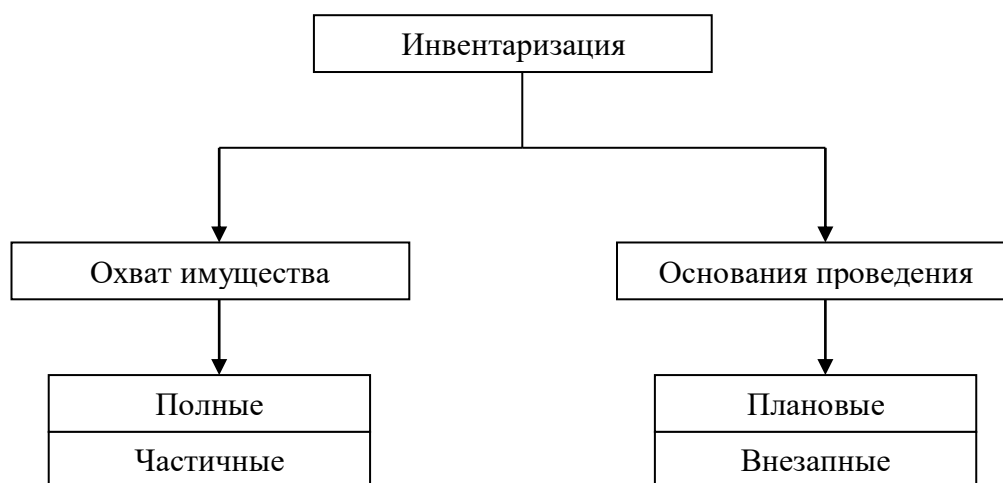 Инвентаризация
Охват имущества
Основания проведения
Полные
Плановые
Частичные
Внезапные